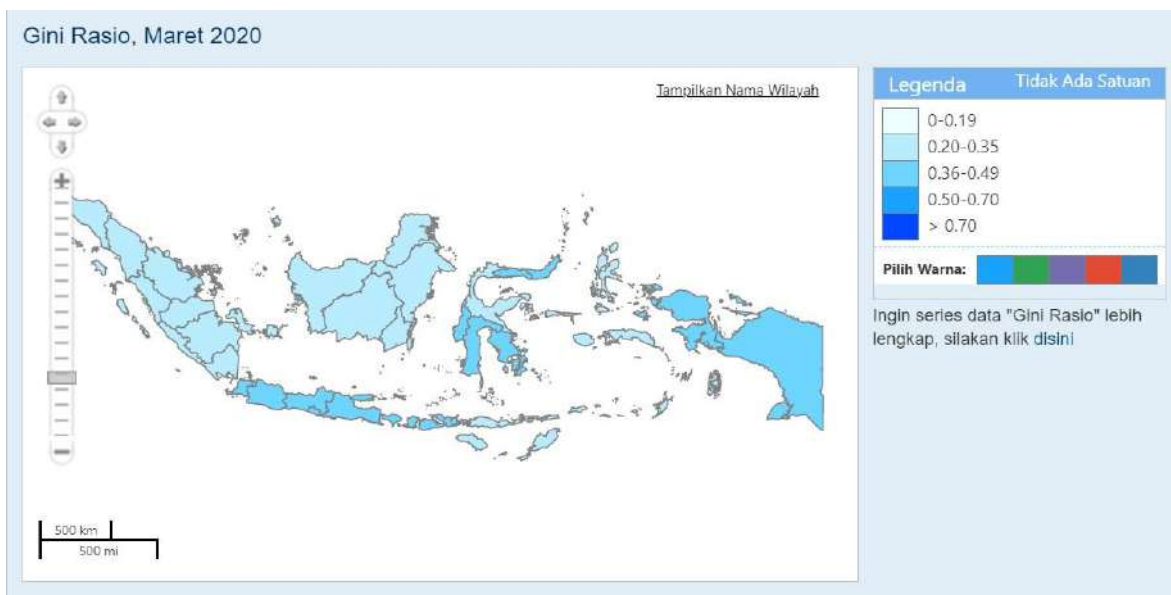 Gini Rasio, Maret 2020
Tampilkan Nama Wilayah
500 km
500 mi
Legenda
Tidak Ada Satuan
0-0.19
0.20-0.35
0.36-0.49
0.50-0.70
> 0.70
Pilih Warna:
Ingin series data "Gini Rasio" lebih
lengkap, silakan klik disini